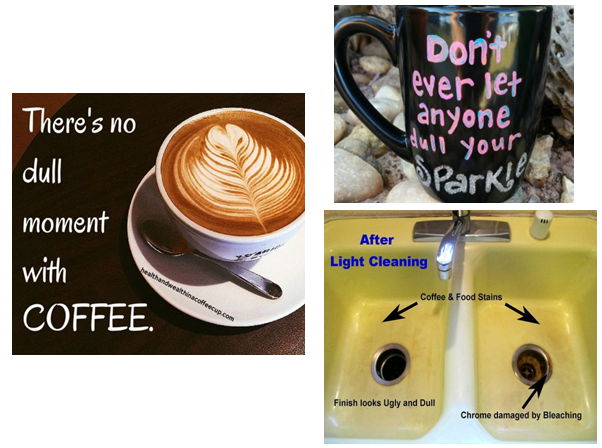 There's no
dull
moment
with
COFFEE.
healthandwealthinacoffeecup.com
Don't
ever let
anyone
dull your
Sparkle
After
Light Cleaning
Coffee & Food Stains
Finish looks Ugly and Dull
Chrome damaged by Bleaching